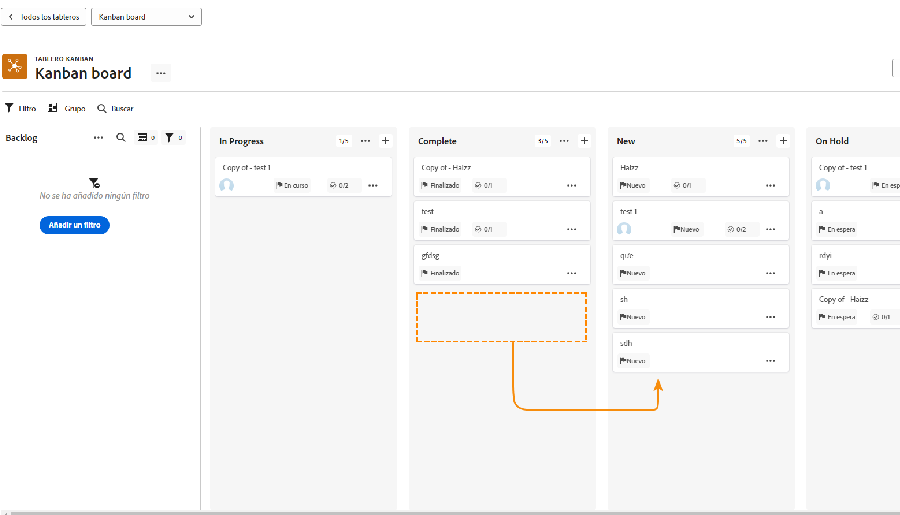 Todos los tableros
Kanban board
TABLERO KANBAN
Kanban board
Filtro Grupo Buscar
Backlog 0 0
No se ha añadido ningún filtro
Añadir un filtro
In Progress 1/5
Copy of - test 1
En curso 0/2
Complete 3/5
Copy of - Haizz
Finalizado 0/1
test
Finalizado 0/1
gfdsg
Finalizado
New 5/5
Haizz
Nuevo 0/1
test 1
Nuevo 0/2
Nuevo
sh
Nuevo
sdh
Nuevo
On Hold
Copy of - test 1
En esp
a
En espera
En espera
Copy of - Haizz
En espera 0/1